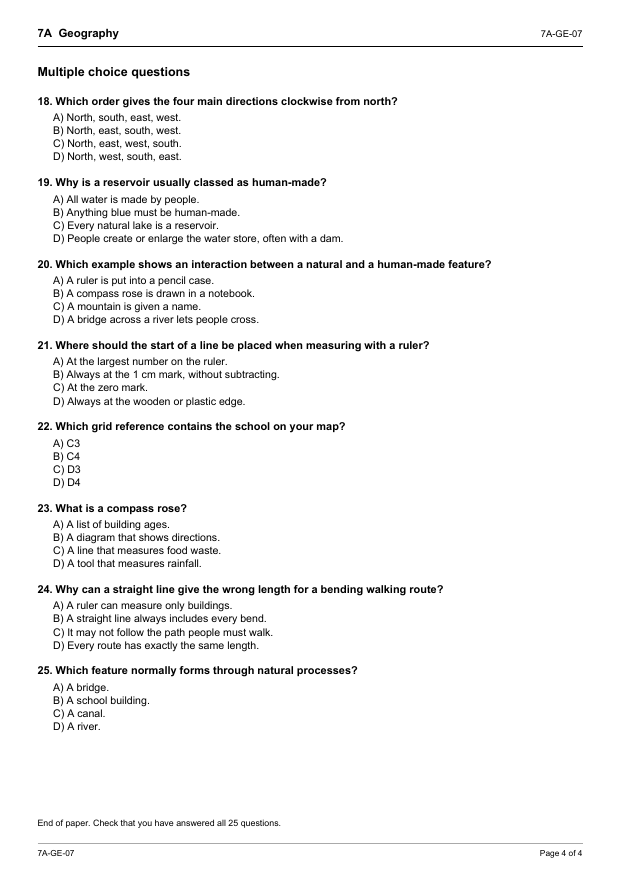 7A Geography
7A-GE-07
Multiple choice questions
18. Which order gives the four main directions clockwise from north?
A) North, south, east, west.
B) North, east, south, west.
C) North, east, west, south.
D) North, west, south, east.
19. Why is a reservoir usually classed as human-made?
A) All water is made by people.
B) Anything blue must be human-made.
C) Every natural lake is a reservoir.
D) People create or enlarge the water store, often with a dam.
20. Which example shows an interaction between a natural and a human-made feature?
A) A ruler is put into a pencil case.
B) A compass rose is drawn in a notebook.
C) A mountain is given a name.
D) A bridge across a river lets people cross.
21. Where should the start of a line be placed when measuring with a ruler?
A) At the largest number on the ruler.
B) Always at the 1 cm mark, without subtracting.
C) At the zero mark.
D) Always at the wooden or plastic edge.
22. Which grid reference contains the school on your map?
A) C3
B) C4
C) D3
D) D4
23. What is a compass rose?
A) A list of building ages.
B) A diagram that shows directions.
C) A line that measures food waste.
D) A tool that measures rainfall.
24. Why can a straight line give the wrong length for a bending walking route?
A) A ruler can measure only buildings.
B) A straight line always includes every bend.
C) It may not follow the path people must walk.
D) Every route has exactly the same length.
25. Which feature normally forms through natural processes?
A) A bridge.
B) A school building.
C) A canal.
D) A river.
End of paper. Check that you have answered all 25 questions.
7A-GE-07
Page 4 of 4